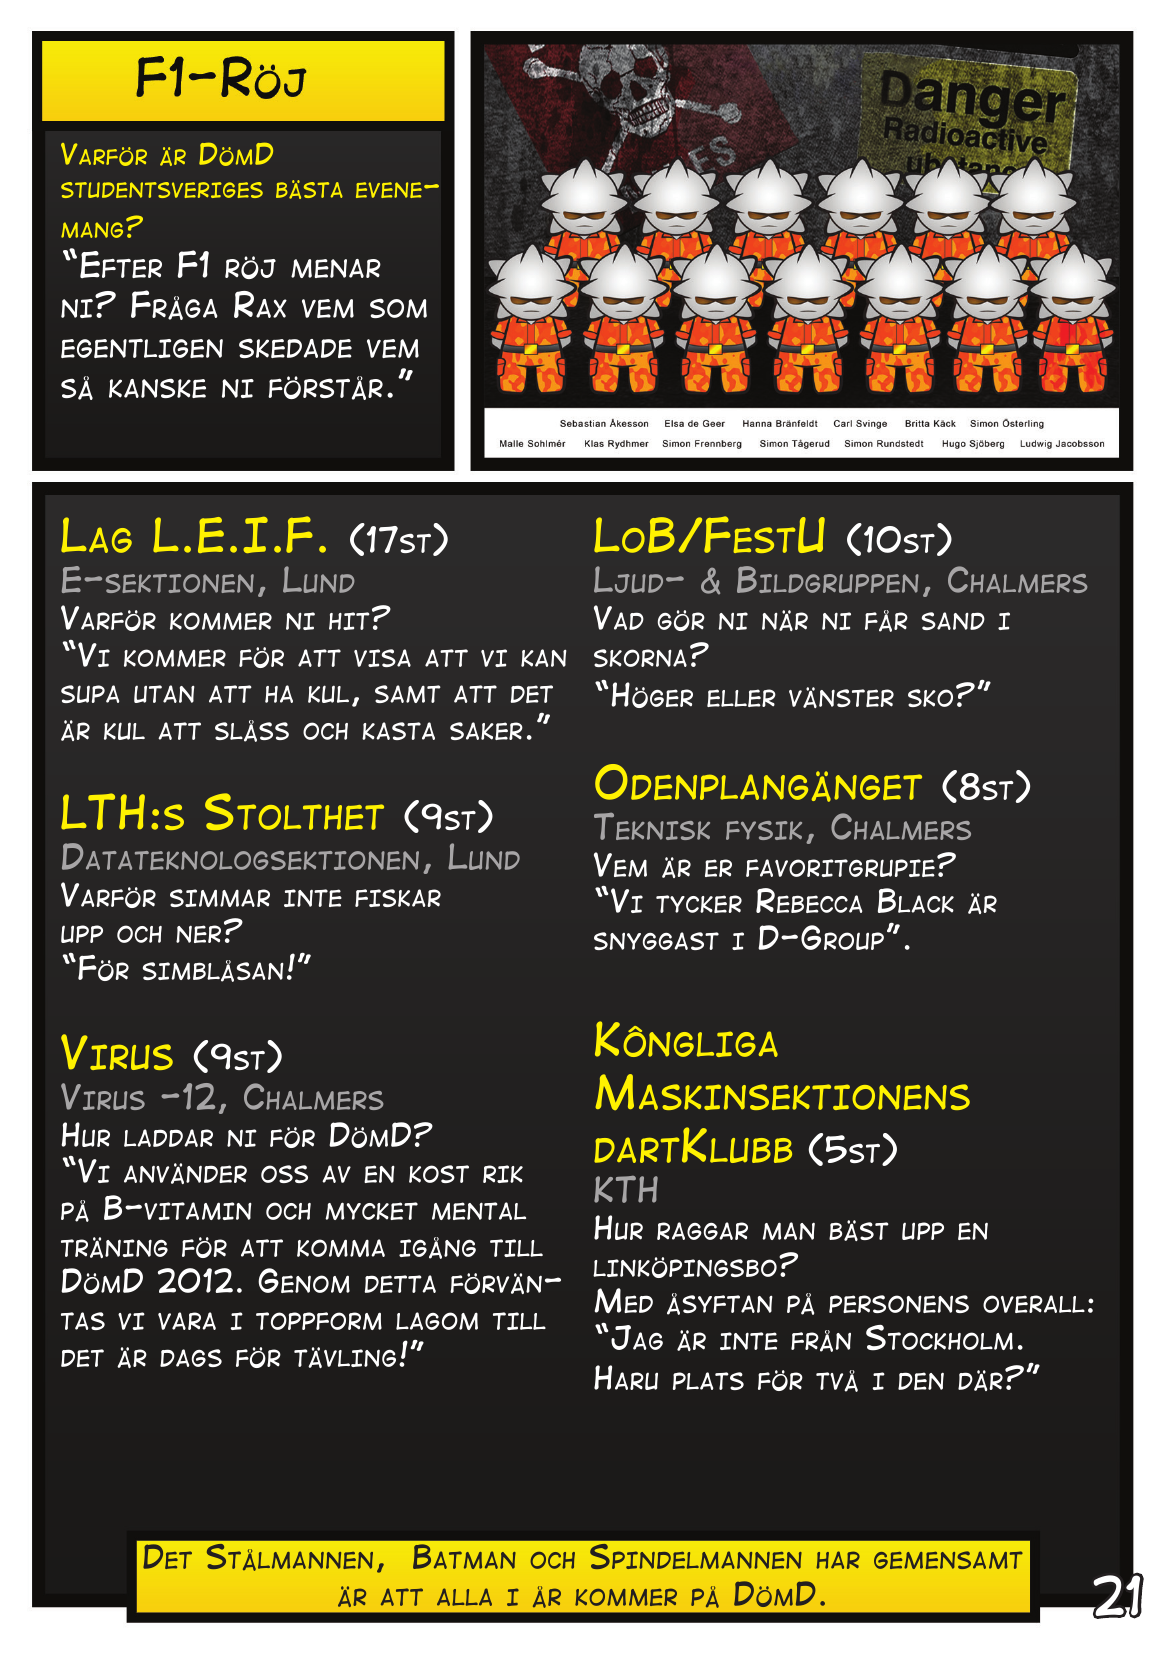 F1-Röj
Varför är DömD
studentsveriges bästa evene-
mang?
"Efter F1 röj menar
ni? Fråga Rax vem som
egentligen skedade vem
så kanske ni förstår."
Danger
Radioactive
Sebastian Åkesson Elsa de Geer Hanna Bränfeldt Carl Svinge Britta Käck Simon Österling
Malle Sohlmér Klas Rydhmer Simon Frennberg Simon Tågerud Simon Rundstedt Hugo Sjöberg Ludwig Jacobsson
Lag L.E.I.F. (17st)
E-sektionen, Lund
Varför kommer ni hit?
"Vi kommer för att visa att vi kan
supa utan att ha kul, samt att det
är kul att slåss och kasta saker."
LTH:s Stolthet (9st)
Datateknologsektionen, Lund
Varför simmar inte fiskar
upp och ner?
"För simblåsan!"
Virus (9st)
Virus -12, Chalmers
Hur laddar ni för DömD?
"Vi använder oss av en kost rik
på B-vitamin och mycket mental
träning för att komma igång till
DömD 2012. Genom detta förvän-
tas vi vara i toppform lagom till
det är dags för tävling!"
LoB/FestU (10st)
Ljud- & Bildgruppen, Chalmers
Vad gör ni när ni får sand i
skorna?
"Höger eller vänster sko?"
Odenplangänget (8st)
Teknisk fysik, Chalmers
Vem är er favoritgrupie?
"Vi tycker Rebecca Black är
snyggast i D-Group".
Kôngliga
Maskinsektionens
dartKlubb (5st)
KTH
Hur raggar man bäst upp en
linköpingsbo?
Med åsyftan på personens overall:
"Jag är inte från Stockholm.
Haru plats för två i den där?"
Det Stålmannen, Batman och Spindelmannen har gemensamt
är att alla i år kommer på DömD.
21